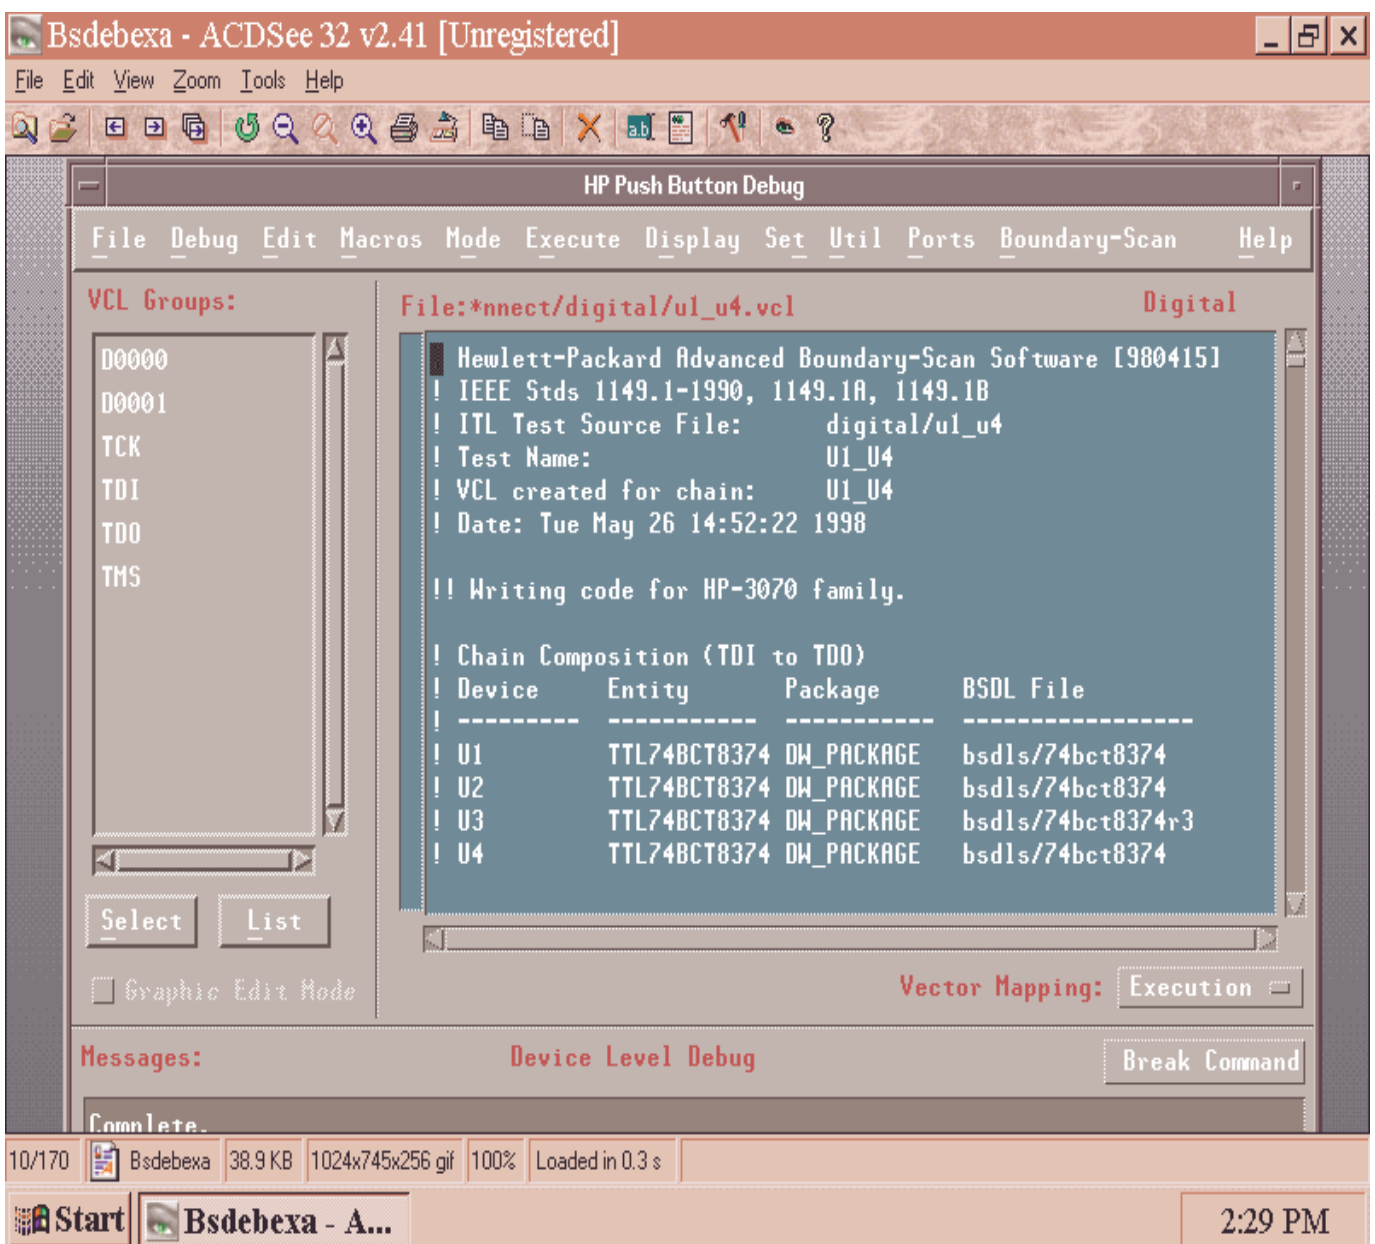 Bsdebexa - ACDSee 32 v2.41 [Unregistered]
File Edit View Zoom Tools Help
HP Push Button Debug
File Debug Edit Macros Mode Execute Display Set Util Ports Boundary-Scan Help
VCL Groups:
D0000
D0001
TCK
TDI
TDO
TMS
Select List
Graphic Edit Mode
File:*nnect/digital/u1_u4.vcl Digital
Hewlett-Packard Advanced Boundary-Scan Software [980415]
! IEEE Stds 1149.1-1990, 1149.1A, 1149.1B
! ITL Test Source File: digital/u1_u4
! Test Name: U1_U4
! VCL created for chain: U1_U4
! Date: Tue May 26 14:52:22 1998
!! Writing code for HP-3070 family.
! Chain Composition (TDI to TDO)
! Device Entity Package BSDL File
! --------- ----------- ----------- -----------------
! U1 TTL74BCT8374 DW_PACKAGE bsdls/74bct8374
! U2 TTL74BCT8374 DW_PACKAGE bsdls/74bct8374
! U3 TTL74BCT8374 DW_PACKAGE bsdls/74bct8374r3
! U4 TTL74BCT8374 DW_PACKAGE bsdls/74bct8374
Vector Mapping: Execution
Messages: Device Level Debug Break Command
Complete.
10/170 Bsdebexa 38.9 KB 1024x745x256 gif 100% Loaded in 0.3 s
Start Bsdebexa - A... 2:29 PM